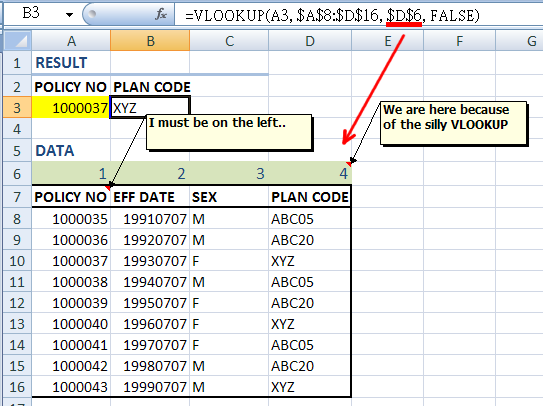 B3 fx =VLOOKUP(A3, $A$8:$D$16, $D$6, FALSE)
A B C D E F G
1 RESULT
2 POLICY NO PLAN CODE
3 1000037 XYZ
I must be on the left..
We are here because
of the silly VLOOKUP
4
5 DATA
6 1 2 3 4
7 POLICY NO EFF DATE SEX PLAN CODE
8 1000035 19910707 M ABC05
9 1000036 19920707 M ABC20
10 1000037 19930707 F XYZ
11 1000038 19940707 M ABC05
12 1000039 19950707 F ABC20
13 1000040 19960707 F XYZ
14 1000041 19970707 F ABC05
15 1000042 19980707 M ABC20
16 1000043 19990707 M XYZ
17